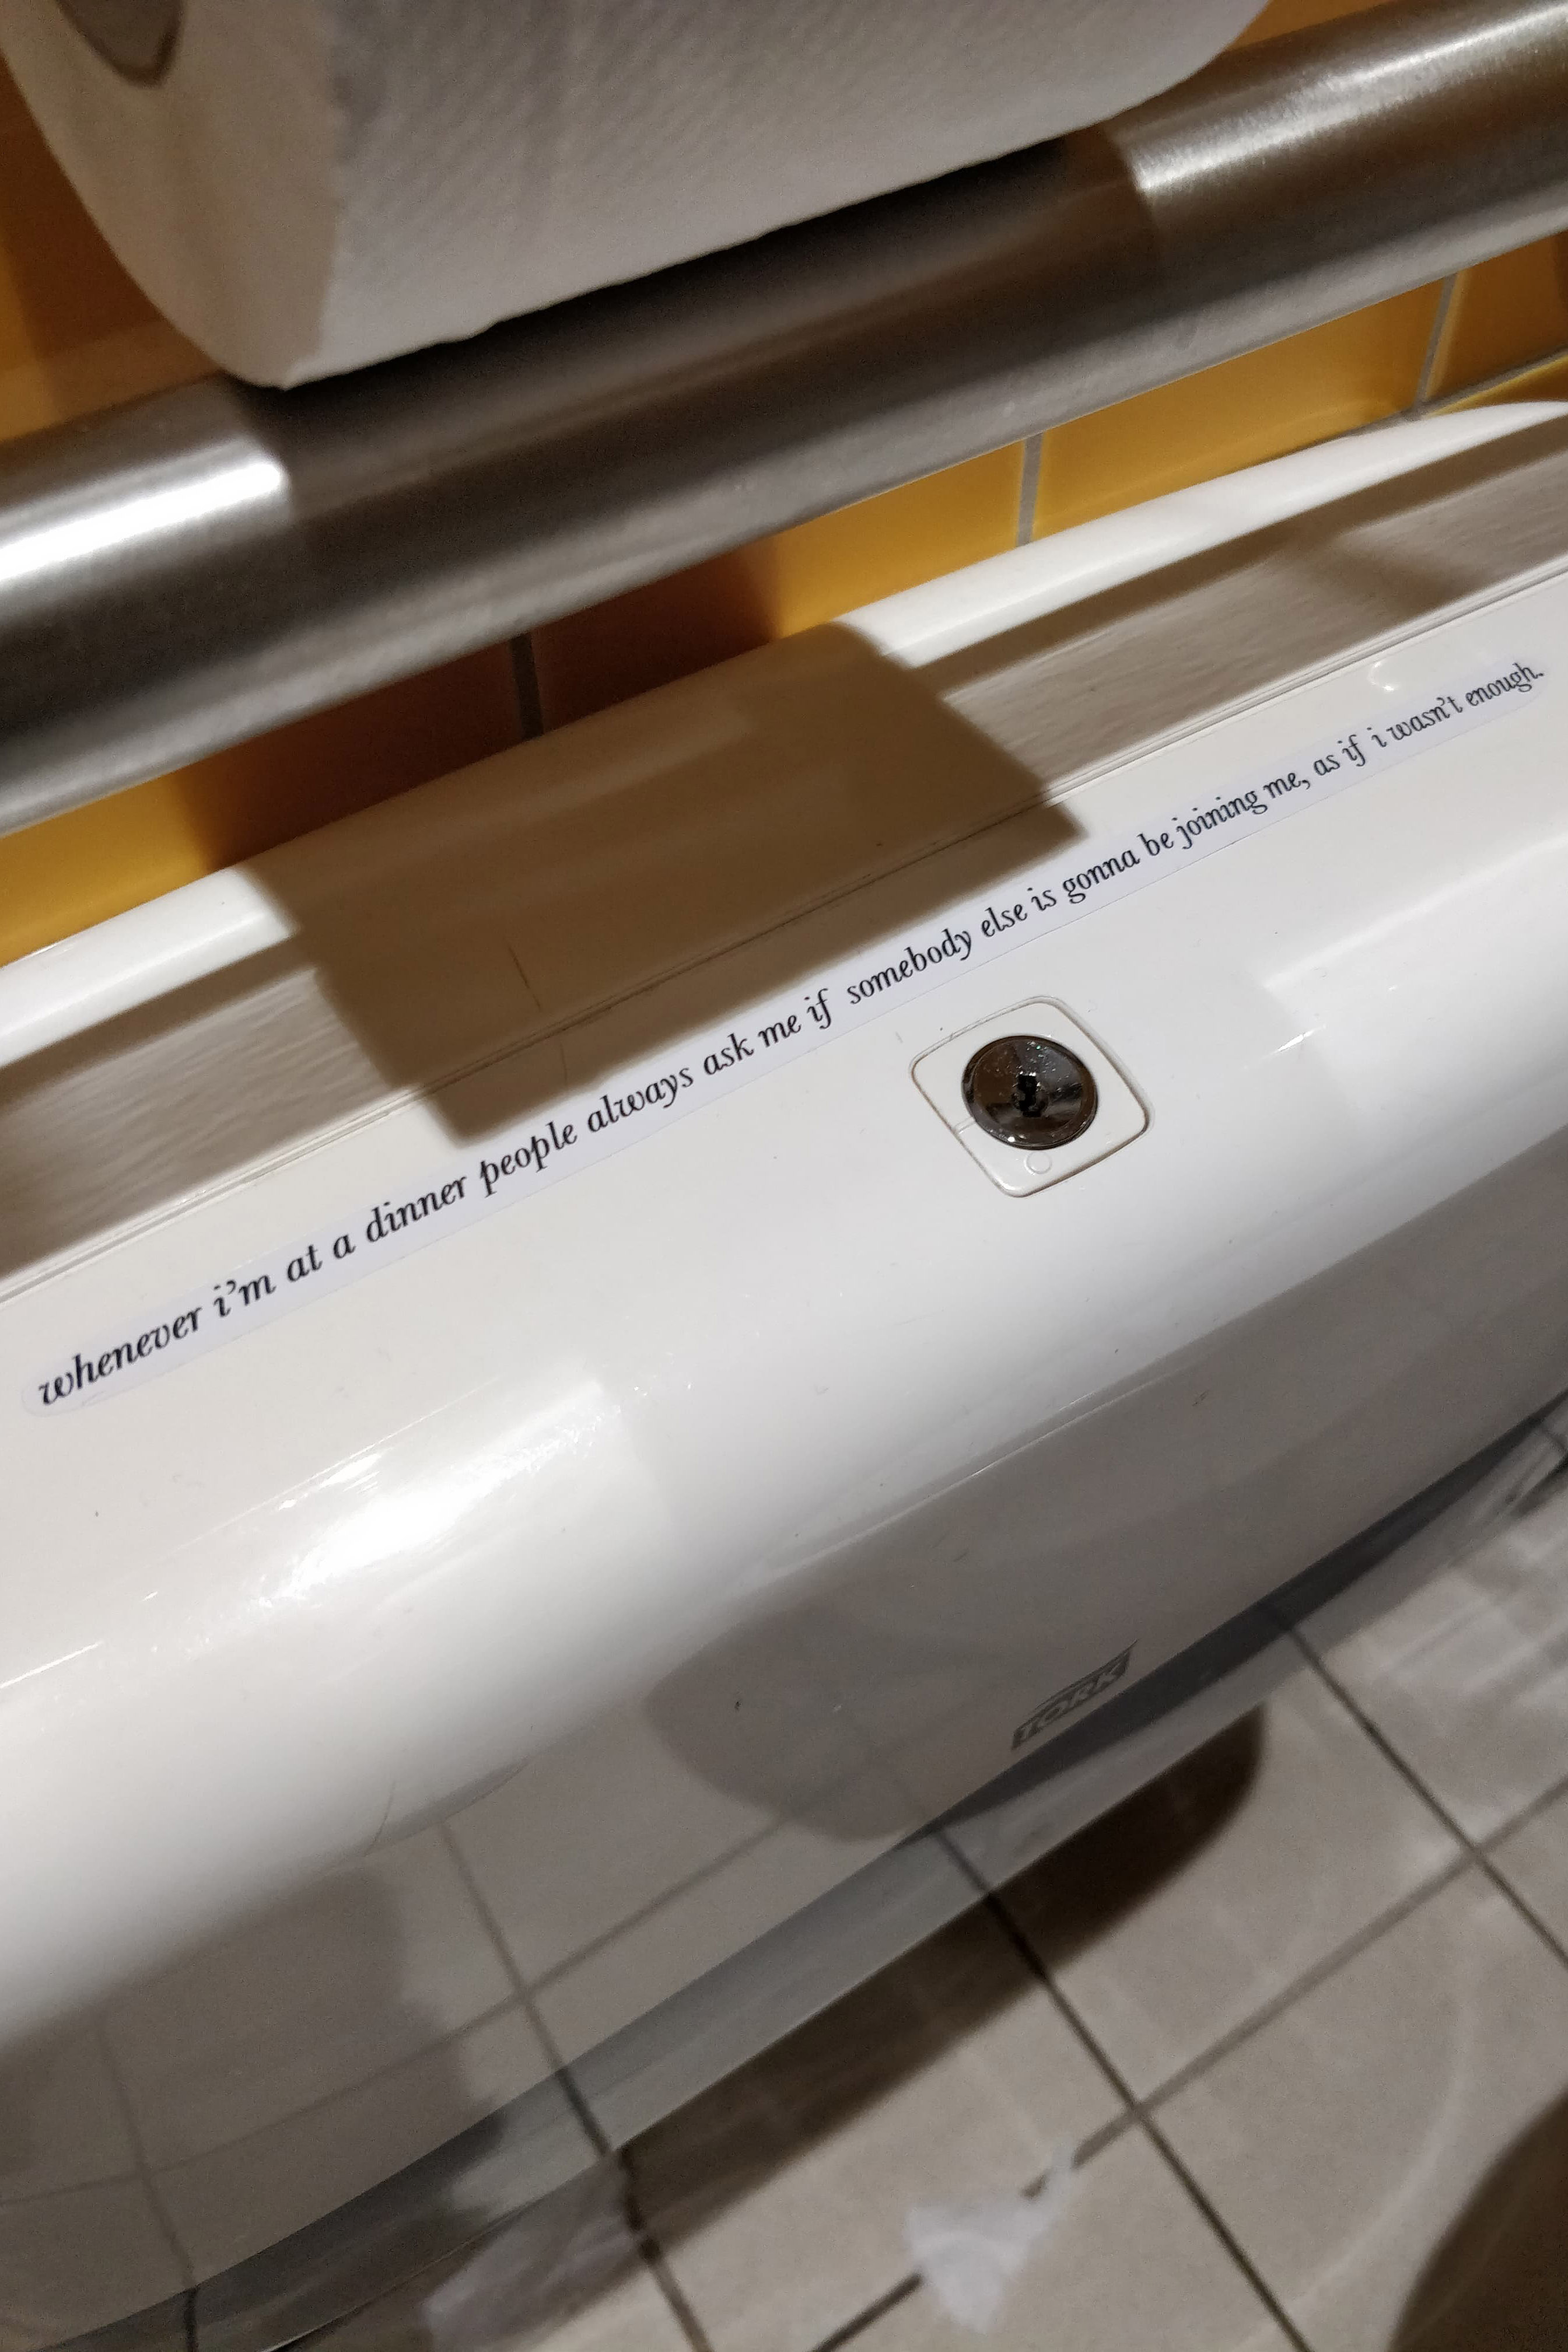 whenever i'm at a dinner people always ask me if somebody else is gonna be joining me, as if i wasn't enough.
TORK